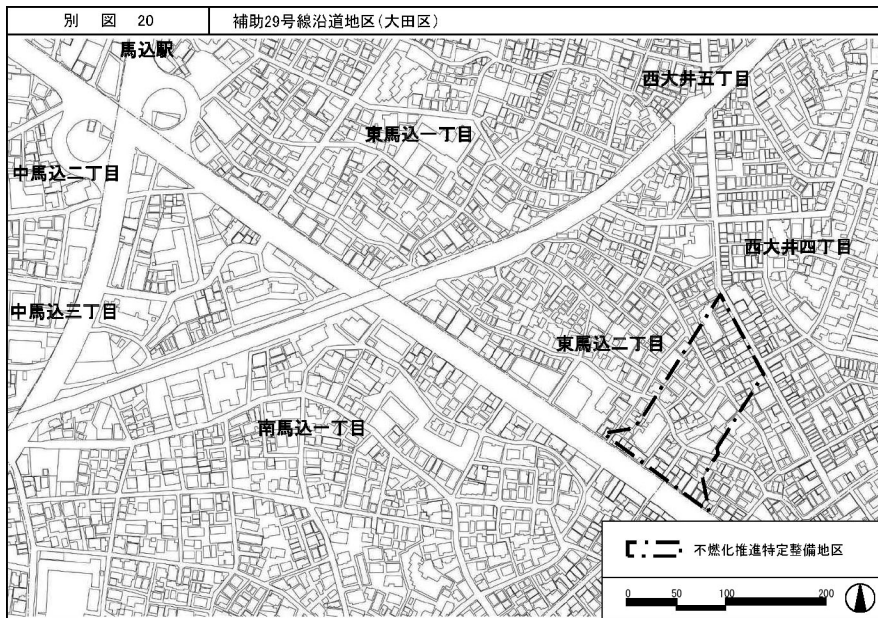 別 図 20
補助29号線沿道地区(大田区)
馬込駅
西大井五丁目
東馬込一丁目
中馬込二丁目
西大井四丁目
中馬込三丁目
東馬込二丁目
南馬込一丁目
不燃化推進特定整備地区
0 50 100 200